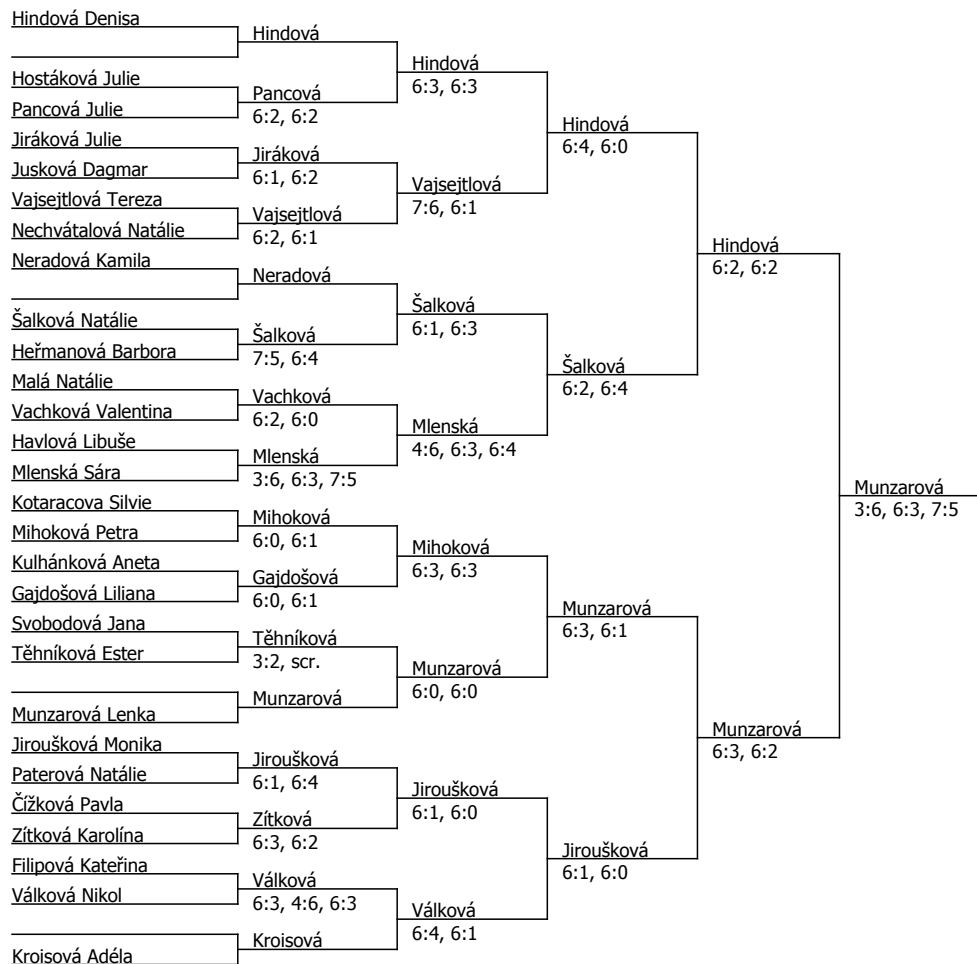 Hindová Denisa
Hostáková Julie
Pancová Julie
Jiráková Julie
Jusková Dagmar
Vajsejtlová Tereza
Nechvátalová Natálie
Neradová Kamila
Šalková Natálie
Heřmanová Barbora
Malá Natálie
Vachková Valentina
Havlová Libuše
Mlenská Sára
Kotaracova Silvie
Mihoková Petra
Kulhánková Aneta
Gajdošová Liliana
Svobodová Jana
Těhníková Ester
Munzarová Lenka
Jiroušková Monika
Paterová Natálie
Čížková Pavla
Zítková Karolína
Filipová Kateřina
Válková Nikol
Kroisová Adéla
Hindová
Pancová
6:2, 6:2
Jiráková
6:1, 6:2
Vajsejtlová
6:2, 6:1
Neradová
Šalková
7:5, 6:4
Vachková
6:2, 6:0
Mlenská
3:6, 6:3, 7:5
Mihoková
6:0, 6:1
Gajdošová
6:0, 6:1
Těhníková
3:2, scr.
Munzarová
Jiroušková
6:1, 6:4
Zítková
6:3, 6:2
Válková
6:3, 4:6, 6:3
Kroisová
Hindová
6:3, 6:3
Vajsejtlová
7:6, 6:1
Šalková
6:1, 6:3
Mlenská
4:6, 6:3, 6:4
Mihoková
6:3, 6:3
Munzarová
6:0, 6:0
Jiroušková
6:1, 6:0
Válková
6:4, 6:1
Hindová
6:4, 6:0
Šalková
6:2, 6:4
Munzarová
6:3, 6:1
Jiroušková
6:1, 6:0
Hindová
6:2, 6:2
Munzarová
6:3, 6:2
Munzarová
3:6, 6:3, 7:5